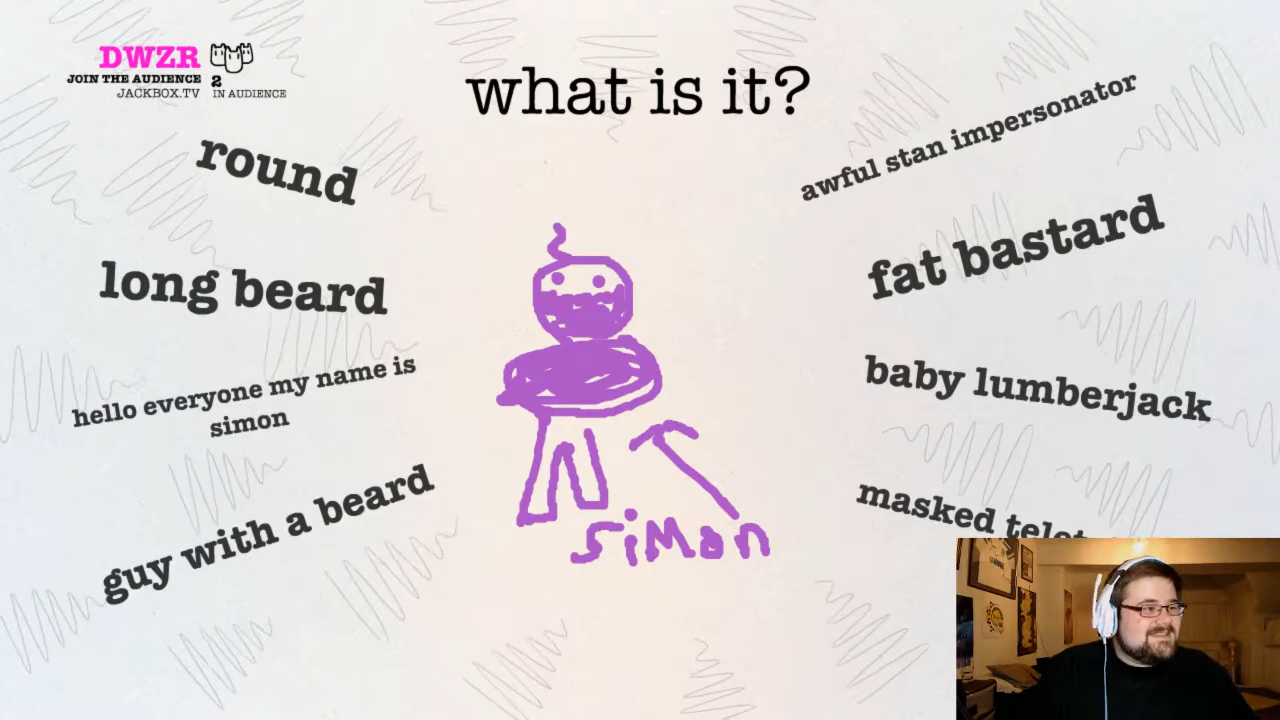 DWZR
JOIN THE AUDIENCE
JACKBOX.TV
2
IN AUDIENCE
what is it?
round
long beard
hello everyone my name is
simon
guy with a beard
awful stan impersonator
fat bastard
baby lumberjack
masked
siMan